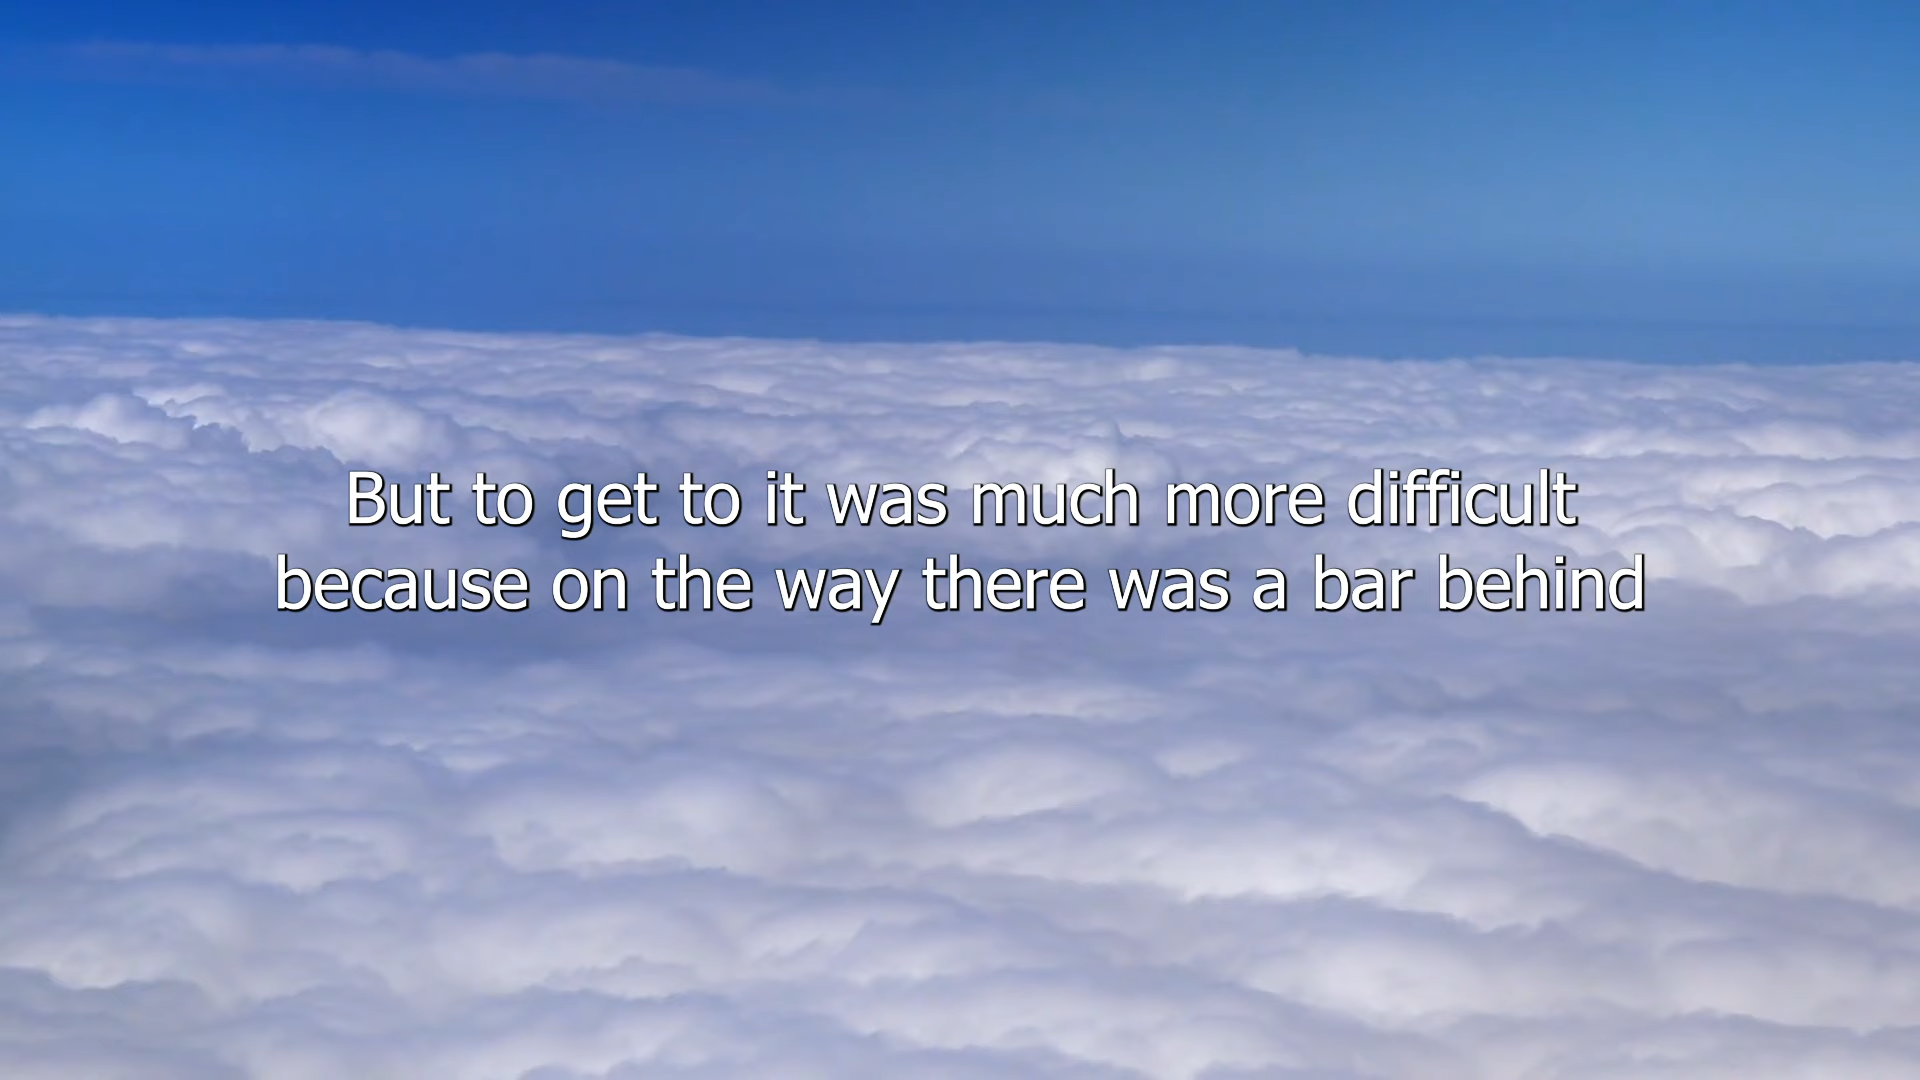 But to get to it was much more difficult
because on the way there was a bar behind